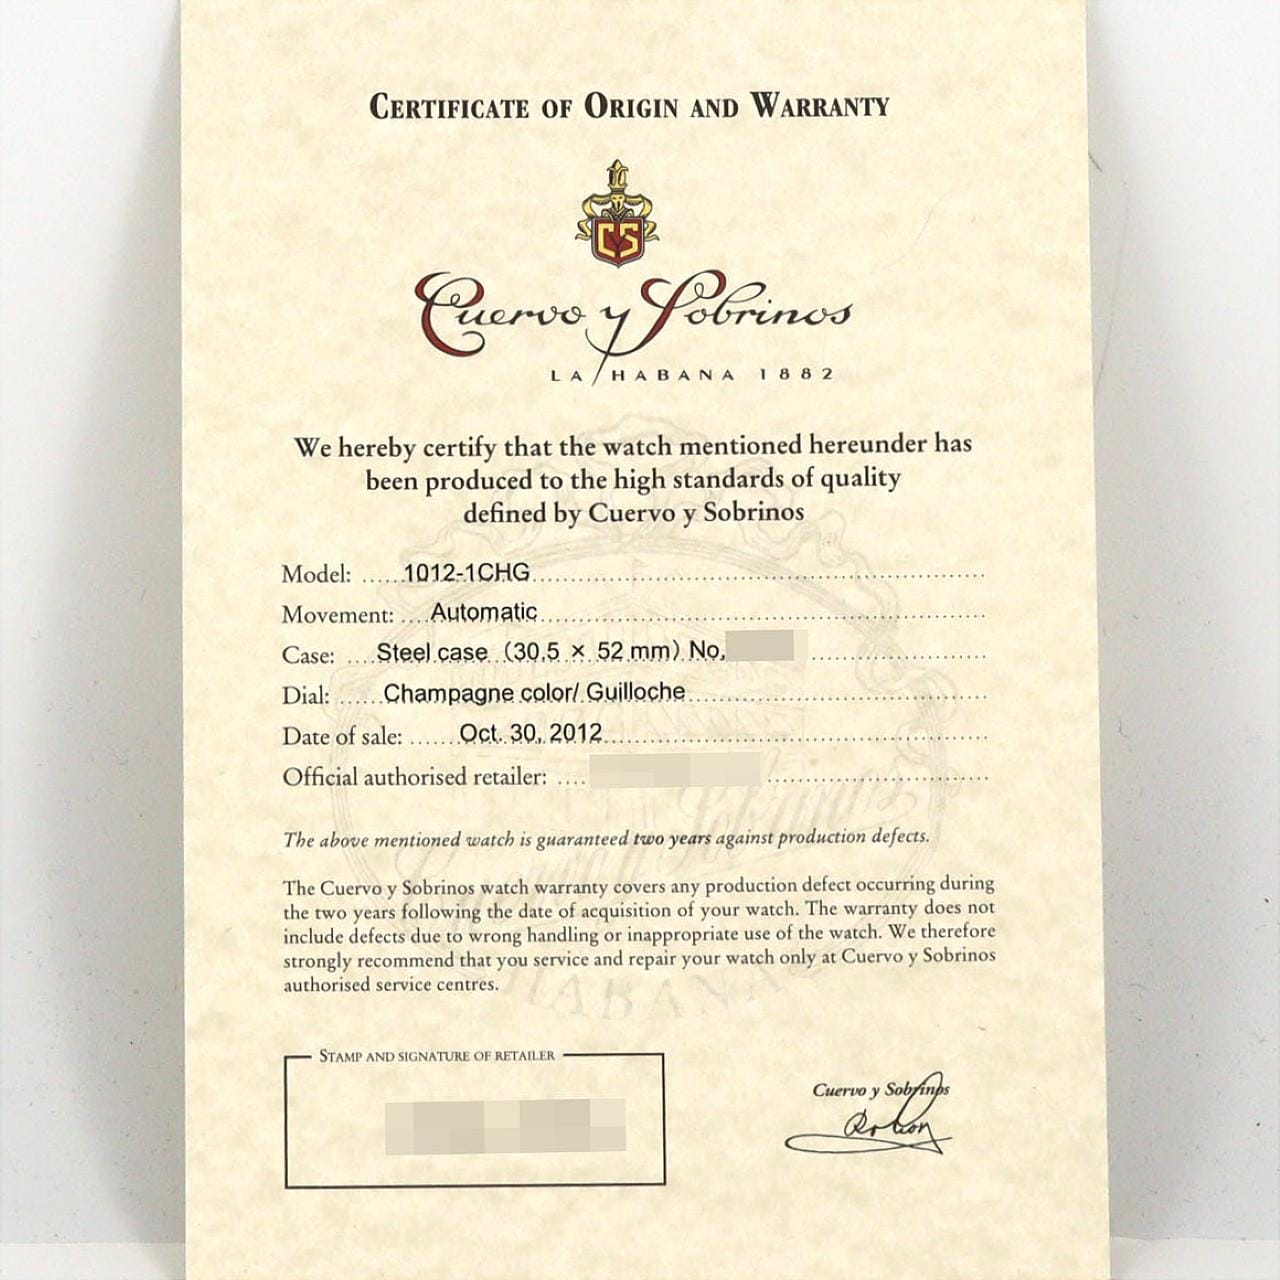 CERTIFICATE OF ORIGIN AND WARRANTY
CyS
Cuervo y Sobrinos
LA HABANA 1882
We hereby certify that the watch mentioned hereunder has
been produced to the high standards of quality
defined by Cuervo y Sobrinos
Model: ......1012-1CHG
Movement: ....Automatic
Case: ....Steel case (30.5 × 52 mm) No.
Dial: ......Champagne color/ Guilloche
Date of sale: .......Oct. 30, 2012
Official authorised retailer: ....
The above mentioned watch is guaranteed two years against production defects.
The Cuervo y Sobrinos watch warranty covers any production defect occurring during
the two years following the date of acquisition of your watch. The warranty does not
include defects due to wrong handling or inappropriate use of the watch. We therefore
strongly recommend that you service and repair your watch only at Cuervo y Sobrinos
authorised service centres.
STAMP AND SIGNATURE OF RETAILER
Cuervo y Sobrinos